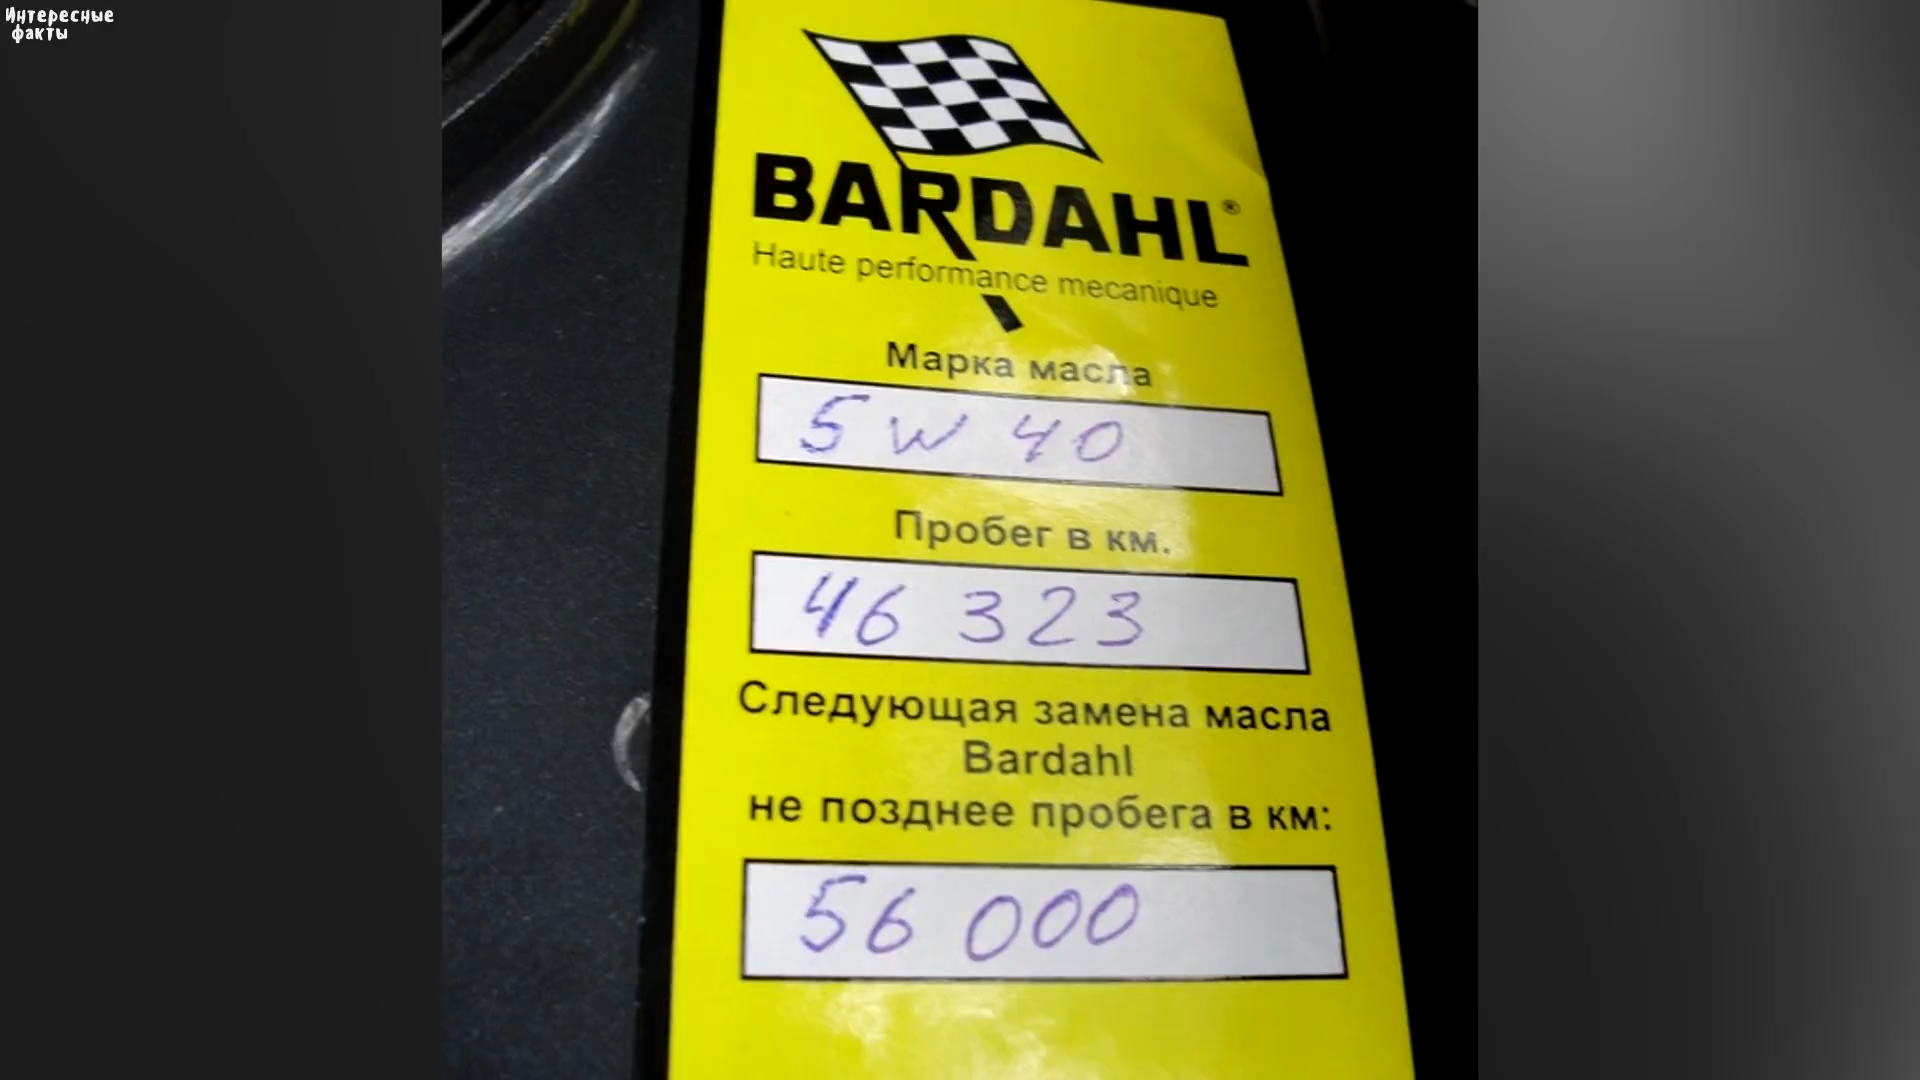 Интересные
факты
BARDAHL®
Haute performance mecanique
Марка масла
5W 40
Пробег в км.
46 323
Следующая замена масла
Bardahl
не позднее пробега в км:
56 000